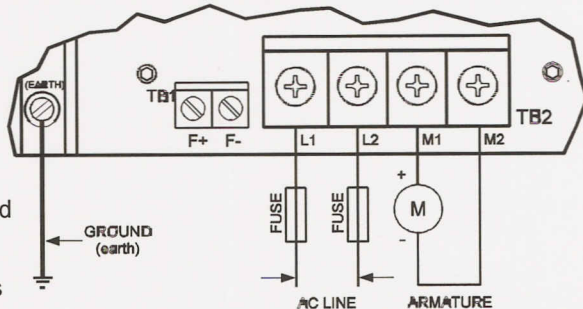 (EARTH)
TB1
F+ F-
L1 L2 M1 M2
TB2
d
GROUND
(earth)
s
FUSE
FUSE
+
M
-
AC LINE
ARMATURE